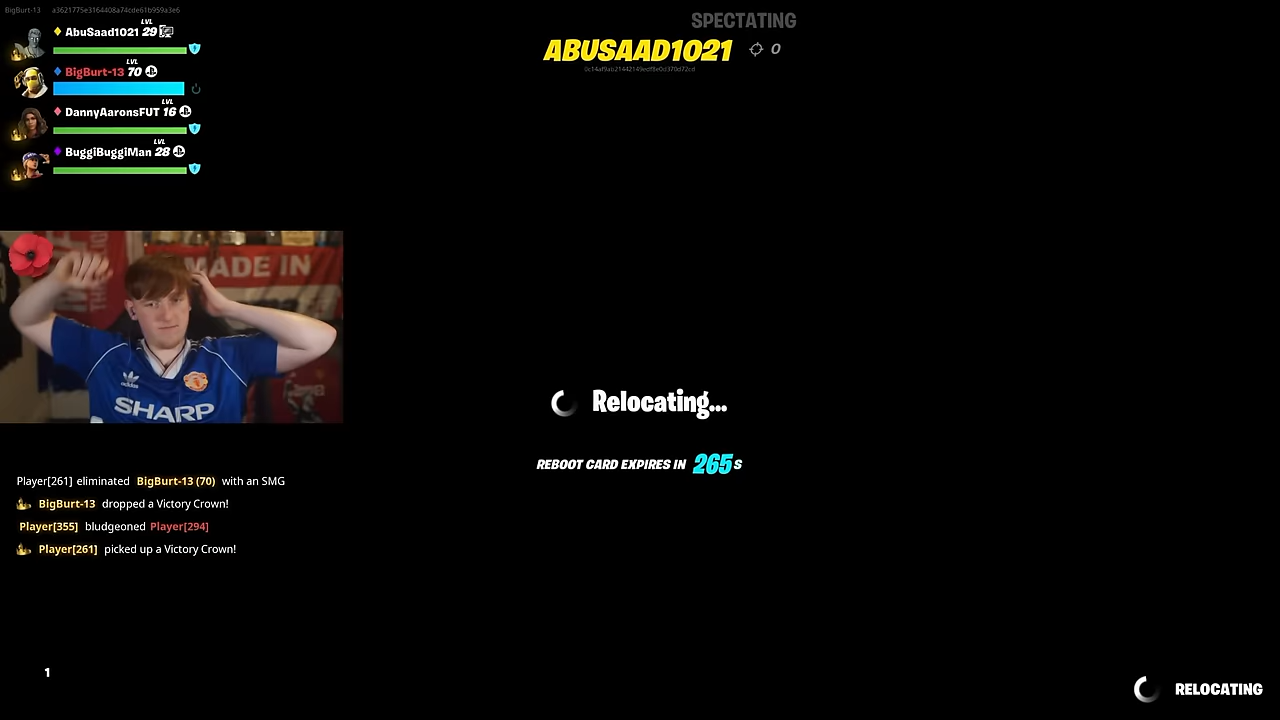 BigBurt-13 a3621775e3164408a74cde61b959a3e6
LVL
AbuSaad1021 29
LVL
BigBurt-13 70
LVL
DannyAaronsFUT 16
LVL
BuggiBuggiMan 28
SPECTATING
ABUSAAD1021 0
MADE IN
adidas
SHARP
Relocating...
REBOOT CARD EXPIRES IN 265 S
Player[261] eliminated BigBurt-13 (70) with an SMG
BigBurt-13 dropped a Victory Crown!
Player[355] bludgeoned Player[294]
Player[261] picked up a Victory Crown!
1
RELOCATING